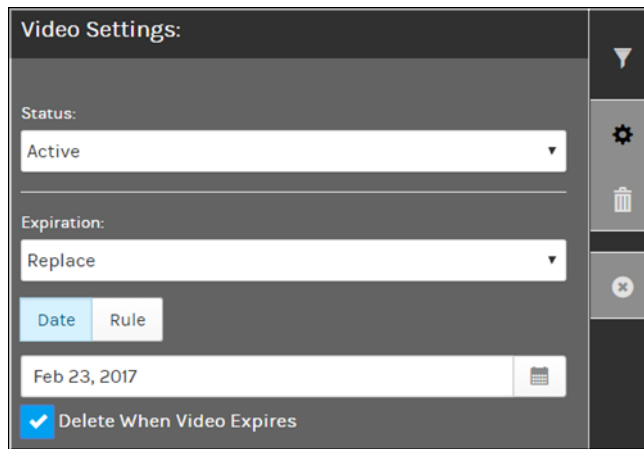 Video Settings:
Status:
Active
Expiration:
Replace
Date Rule
Feb 23, 2017
Delete When Video Expires